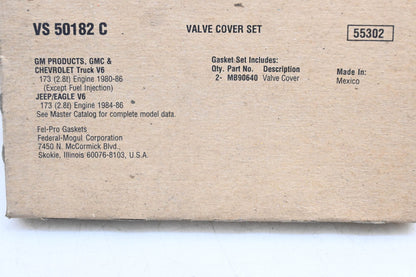 VS 50182 C
VALVE COVER SET
55302
GM PRODUCTS, GMC &
CHEVROLET Truck V6
173 (2.8ℓ) Engine 1980-86
(Except Fuel Injection)
JEEP/EAGLE V6
173 (2.8ℓ) Engine 1984-86
See Master Catalog for complete model data.
Fel-Pro Gaskets
Federal-Mogul Corporation
7450 N. McCormick Blvd.,
Skokie, Illinois 60076-8103, U.S.A.
Gasket Set Includes:
Qty. Part No. Description
2- MB90640 Valve Cover
Made In:
Mexico